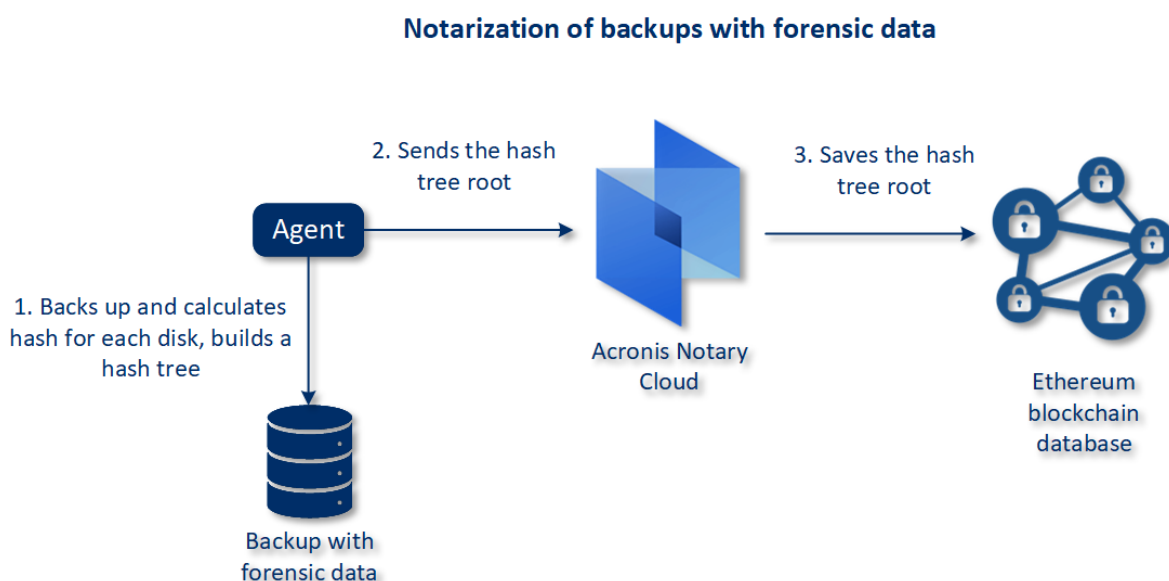 Notarization of backups with forensic data
2. Sends the hash
tree root
3. Saves the hash
tree root
Agent
1. Backs up and calculates
hash for each disk, builds a
hash tree
Acronis Notary
Cloud
Ethereum
blockchain
database
Backup with
forensic data